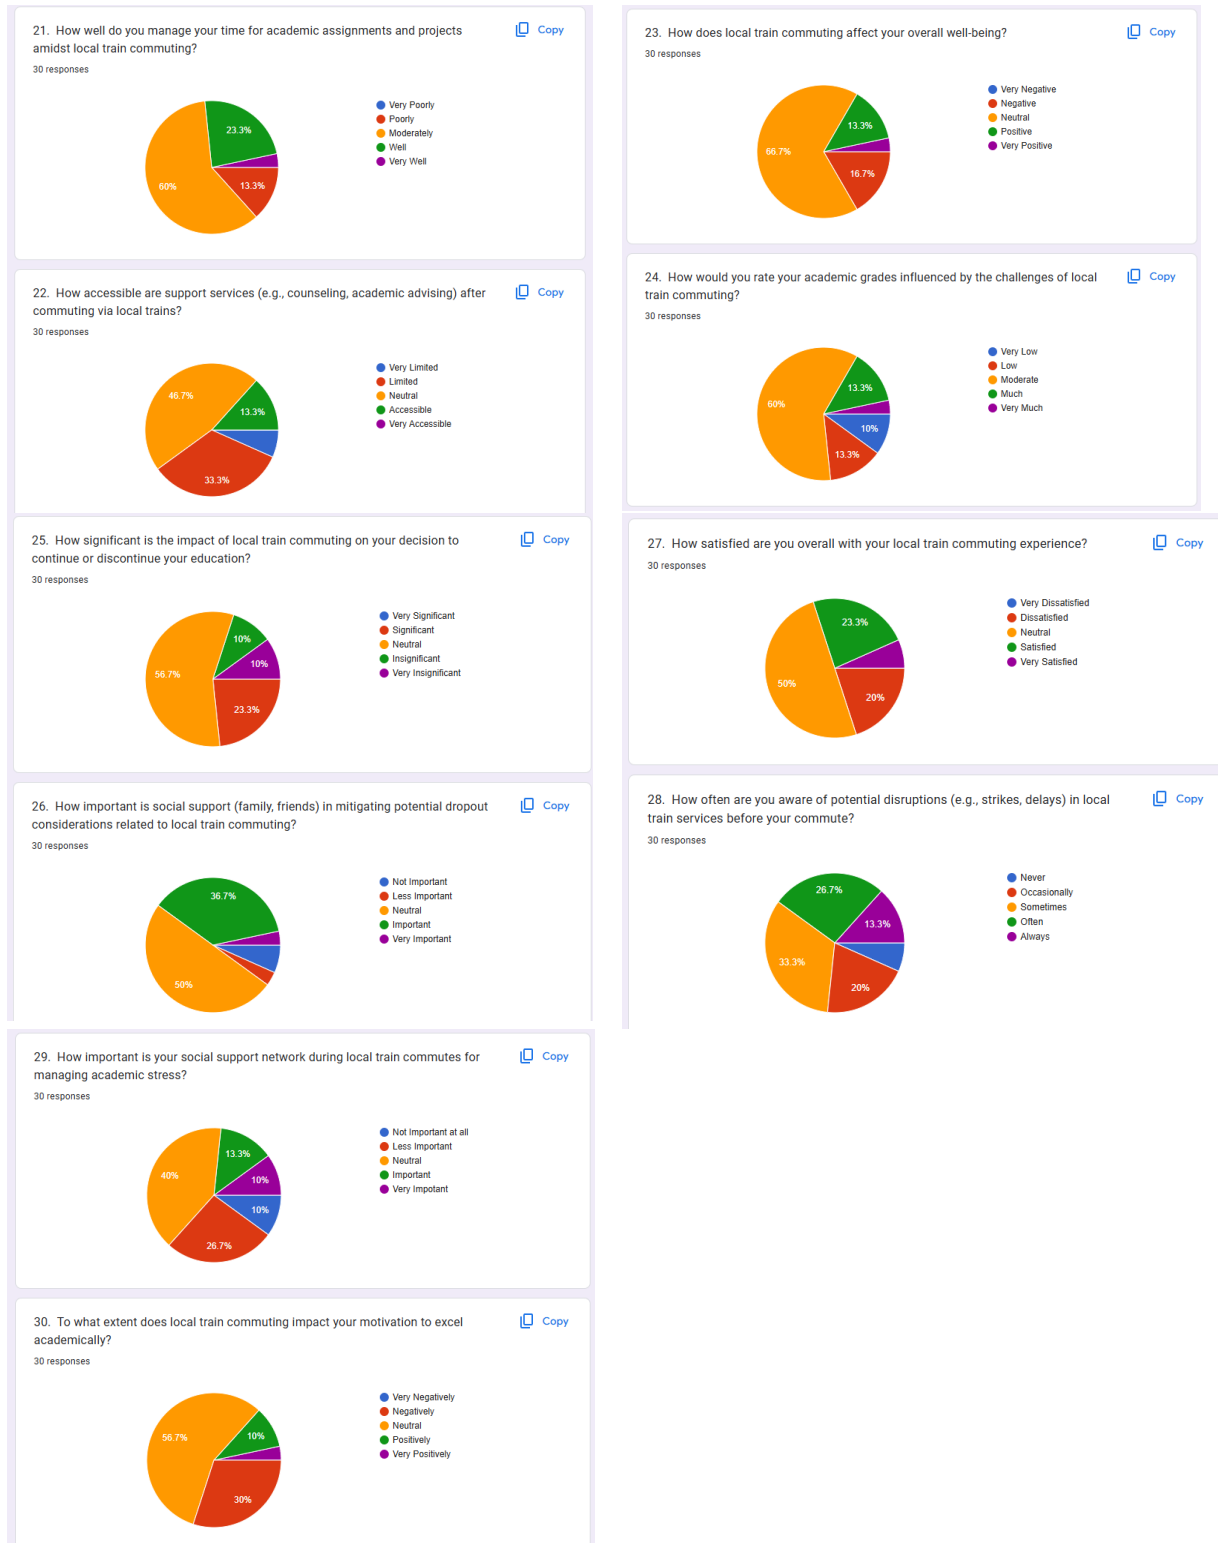 21. How well do you manage your time for academic assignments and projects
amidst local train commuting?
Copy
30 responses
23.3%
60%
13.3%
Very Poorly
Poorly
Moderately
Well
Very Well
22. How accessible are support services (e.g., counseling, academic advising) after
commuting via local trains?
Copy
30 responses
46.7%
13.3%
33.3%
Very Limited
Limited
Neutral
Accessible
Very Accessible
23. How does local train commuting affect your overall well-being?
Copy
30 responses
13.3%
66.7%
16.7%
Very Negative
Negative
Neutral
Positive
Very Positive
24. How would you rate your academic grades influenced by the challenges of local
train commuting?
Copy
30 responses
13.3%
60%
10%
13.3%
Very Low
Low
Moderate
Much
Very Much
25. How significant is the impact of local train commuting on your decision to
continue or discontinue your education?
Copy
30 responses
10%
10%
56.7%
23.3%
Very Significant
Significant
Neutral
Insignificant
Very Insignificant
26. How important is social support (family, friends) in mitigating potential dropout
considerations related to local train commuting?
Copy
30 responses
36.7%
50%
Not Important
Less Important
Neutral
Important
Very Important
27. How satisfied are you overall with your local train commuting experience?
Copy
30 responses
23.3%
50%
20%
Very Dissatisfied
Dissatisfied
Neutral
Satisfied
Very Satisfied
28. How often are you aware of potential disruptions (e.g., strikes, delays) in local
train services before your commute?
Copy
30 responses
26.7%
13.3%
33.3%
20%
Never
Occasionally
Sometimes
Often
Always
29. How important is your social support network during local train commutes for
managing academic stress?
Copy
30 responses
13.3%
40%
10%
10%
26.7%
Not Important at all
Less Important
Neutral
Important
Very Impotant
30. To what extent does local train commuting impact your motivation to excel
academically?
Copy
30 responses
56.7%
10%
30%
Very Negatively
Negatively
Neutral
Positively
Very Positively